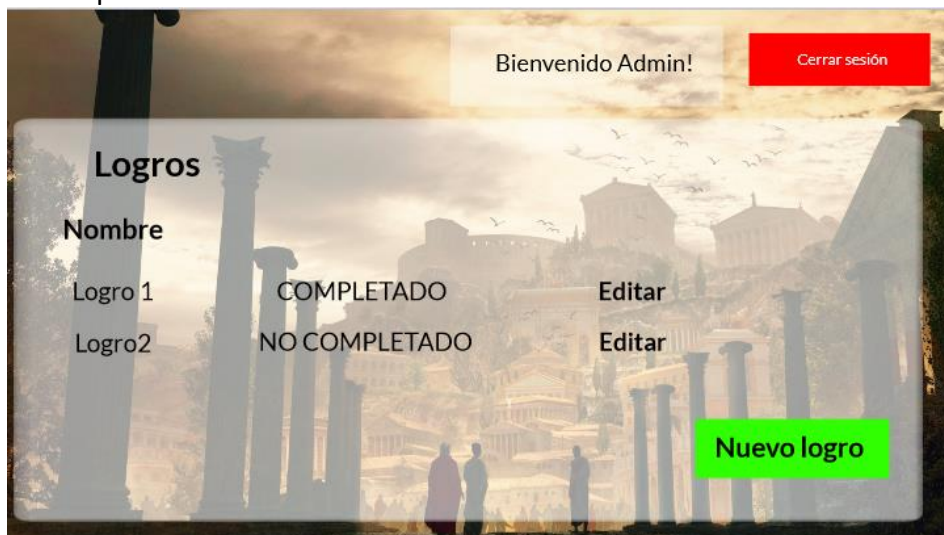 Bienvenido Admin!
Cerrar sesión
Logros
Nombre
Logro 1 COMPLETADO Editar
Logro2 NO COMPLETADO Editar
Nuevo logro